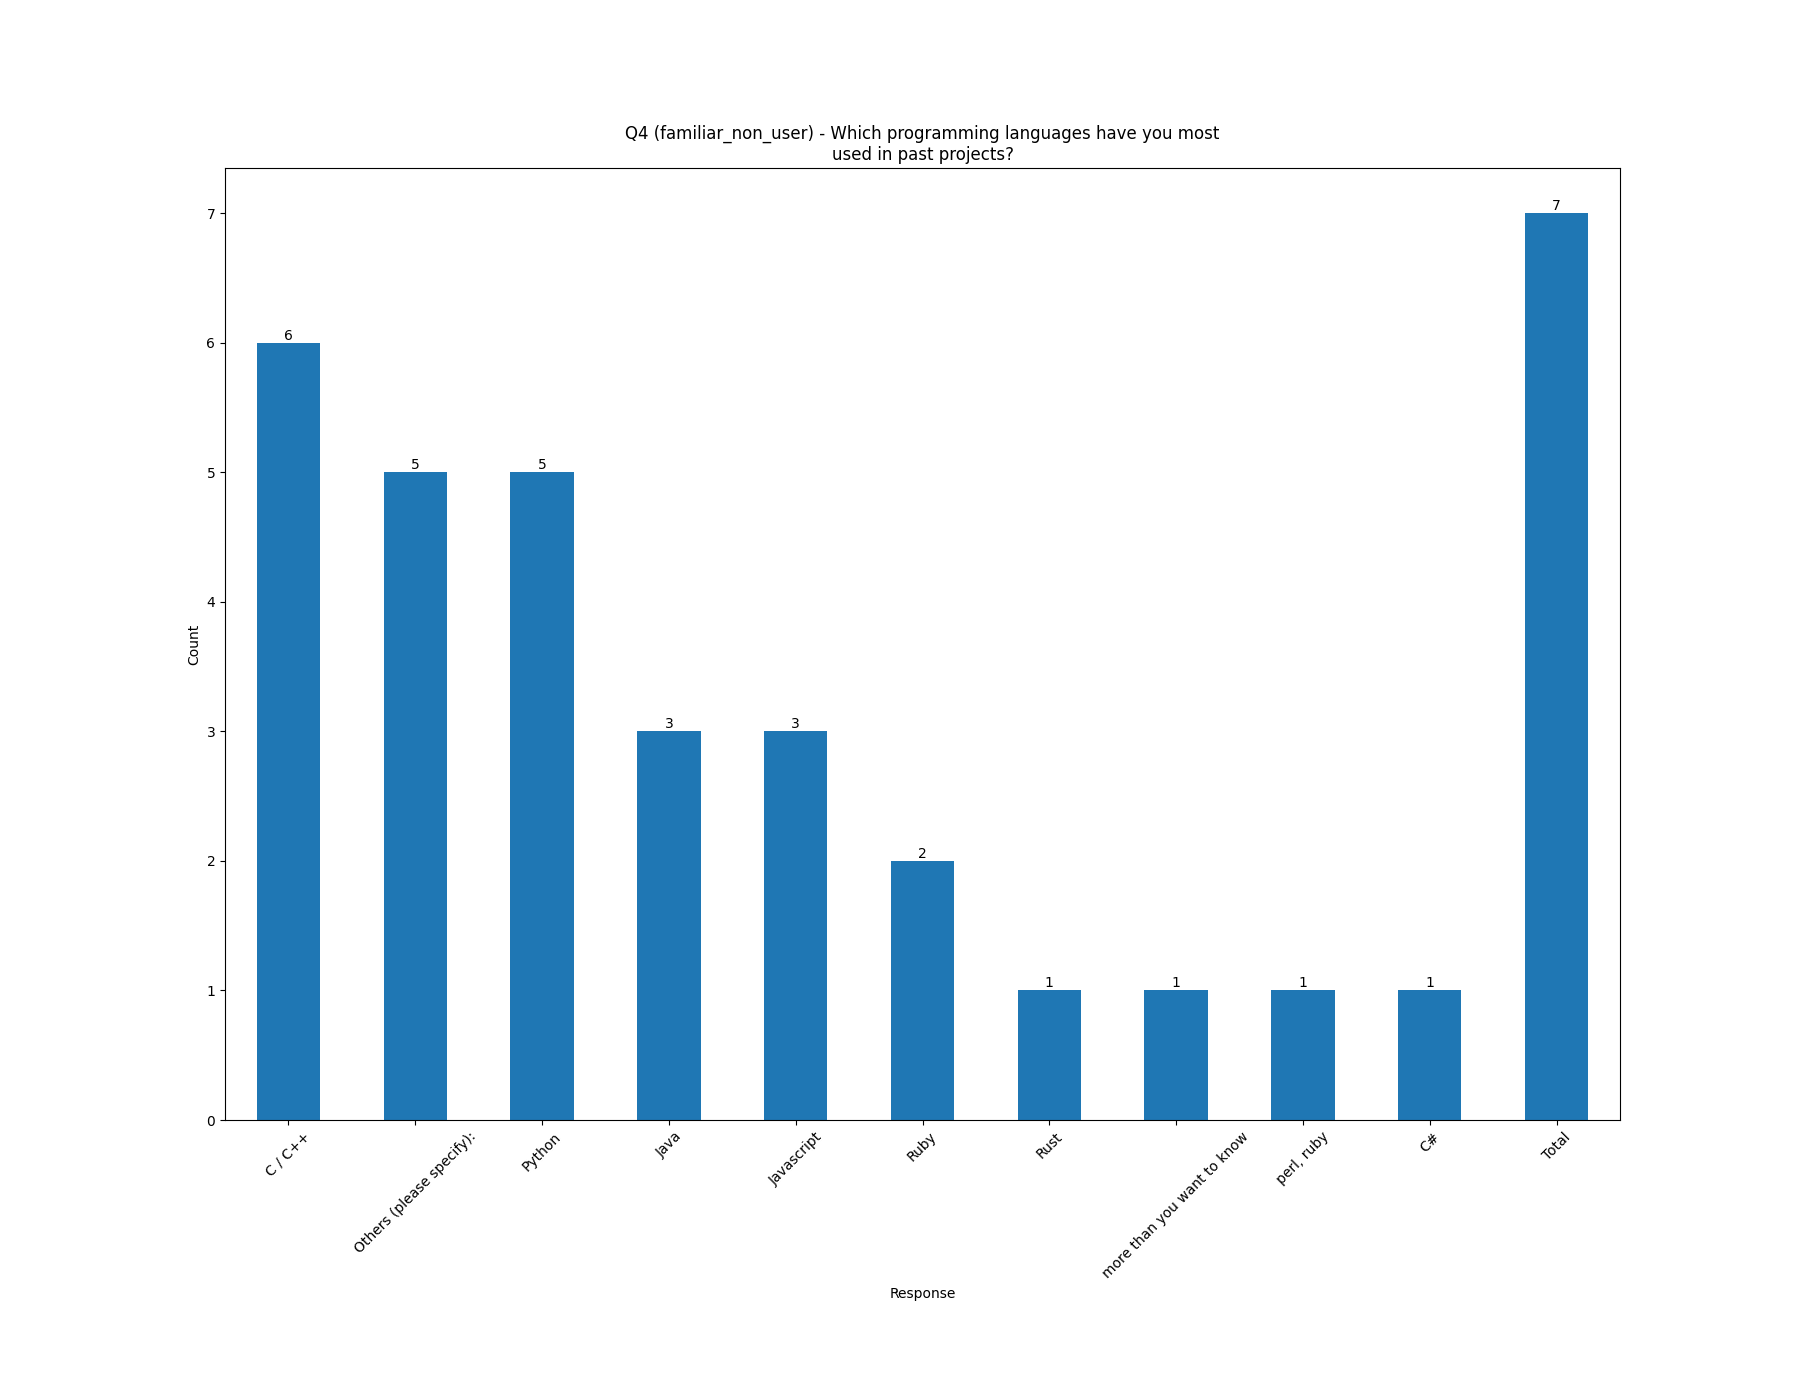 Q4 (familiar_non_user) - Which programming languages have you most
used in past projects?
7
6
5
4
3
2
1
0
Count
6
5
5
3
3
2
1
1
1
1
7
C / C++
Others (please specify):
Python
Java
Javascript
Ruby
Rust
more than you want to know
perl, ruby
C#
Total
Response